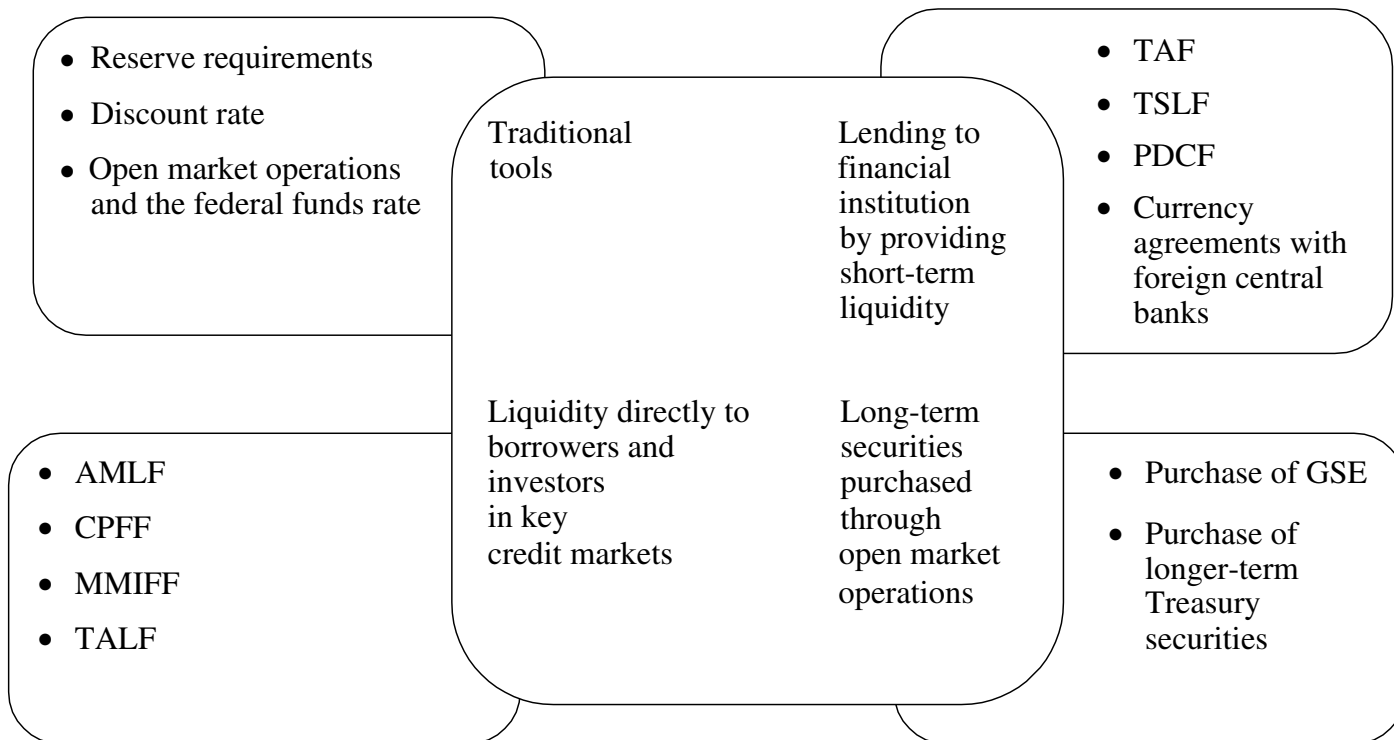 • Reserve requirements
• Discount rate
• Open market operations
and the federal funds rate
Traditional
tools
Lending to
financial
institution
by providing
short-term
liquidity
• TAF
• TSLF
• PDCF
• Currency
agreements with
foreign central
banks
• AMLF
• CPFF
• MMIFF
• TALF
Liquidity directly to
borrowers and
investors
in key
credit markets
Long-term
securities
purchased
through
open market
operations
• Purchase of GSE
• Purchase of
longer-term
Treasury
securities